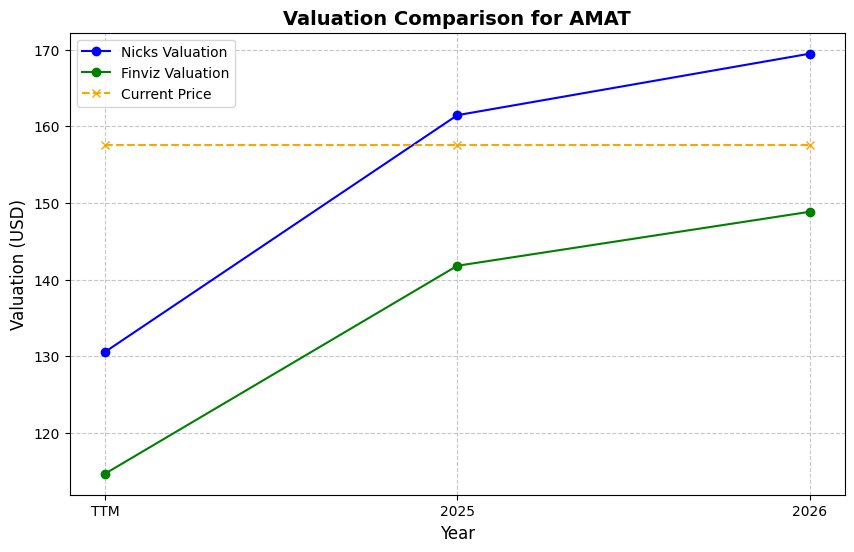 Valuation Comparison for AMAT
Nicks Valuation
Finviz Valuation
Current Price
Valuation (USD)
170
160
150
140
130
120
TTM
2025
2026
Year